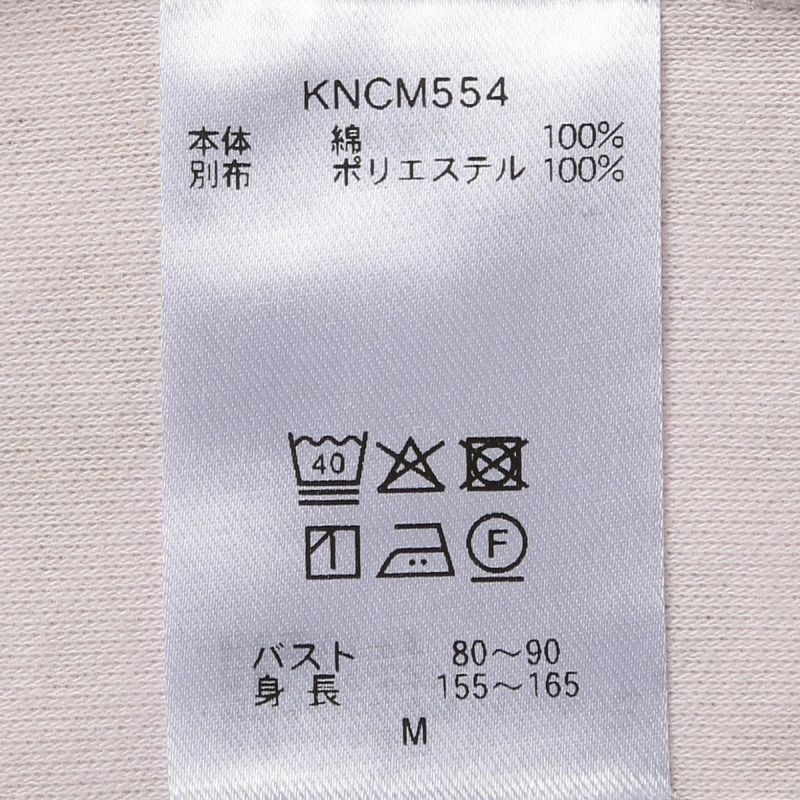 KNCM554
本体 綿 100%
別布 ポリエステル 100%
40
F
バスト 80～90
身長 155～165
M